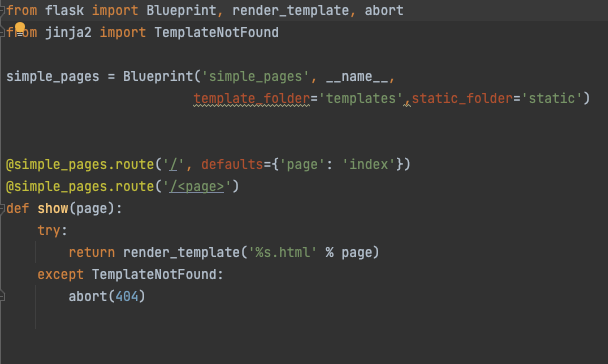 from flask import Blueprint, render_template, abort
from jinja2 import TemplateNotFound
simple_pages = Blueprint('simple_pages', __name__,
template_folder='templates',static_folder='static')
@simple_pages.route('/', defaults={'page': 'index'})
@simple_pages.route('/<page>')
def show(page):
try:
return render_template('%s.html' % page)
except TemplateNotFound:
abort(404)